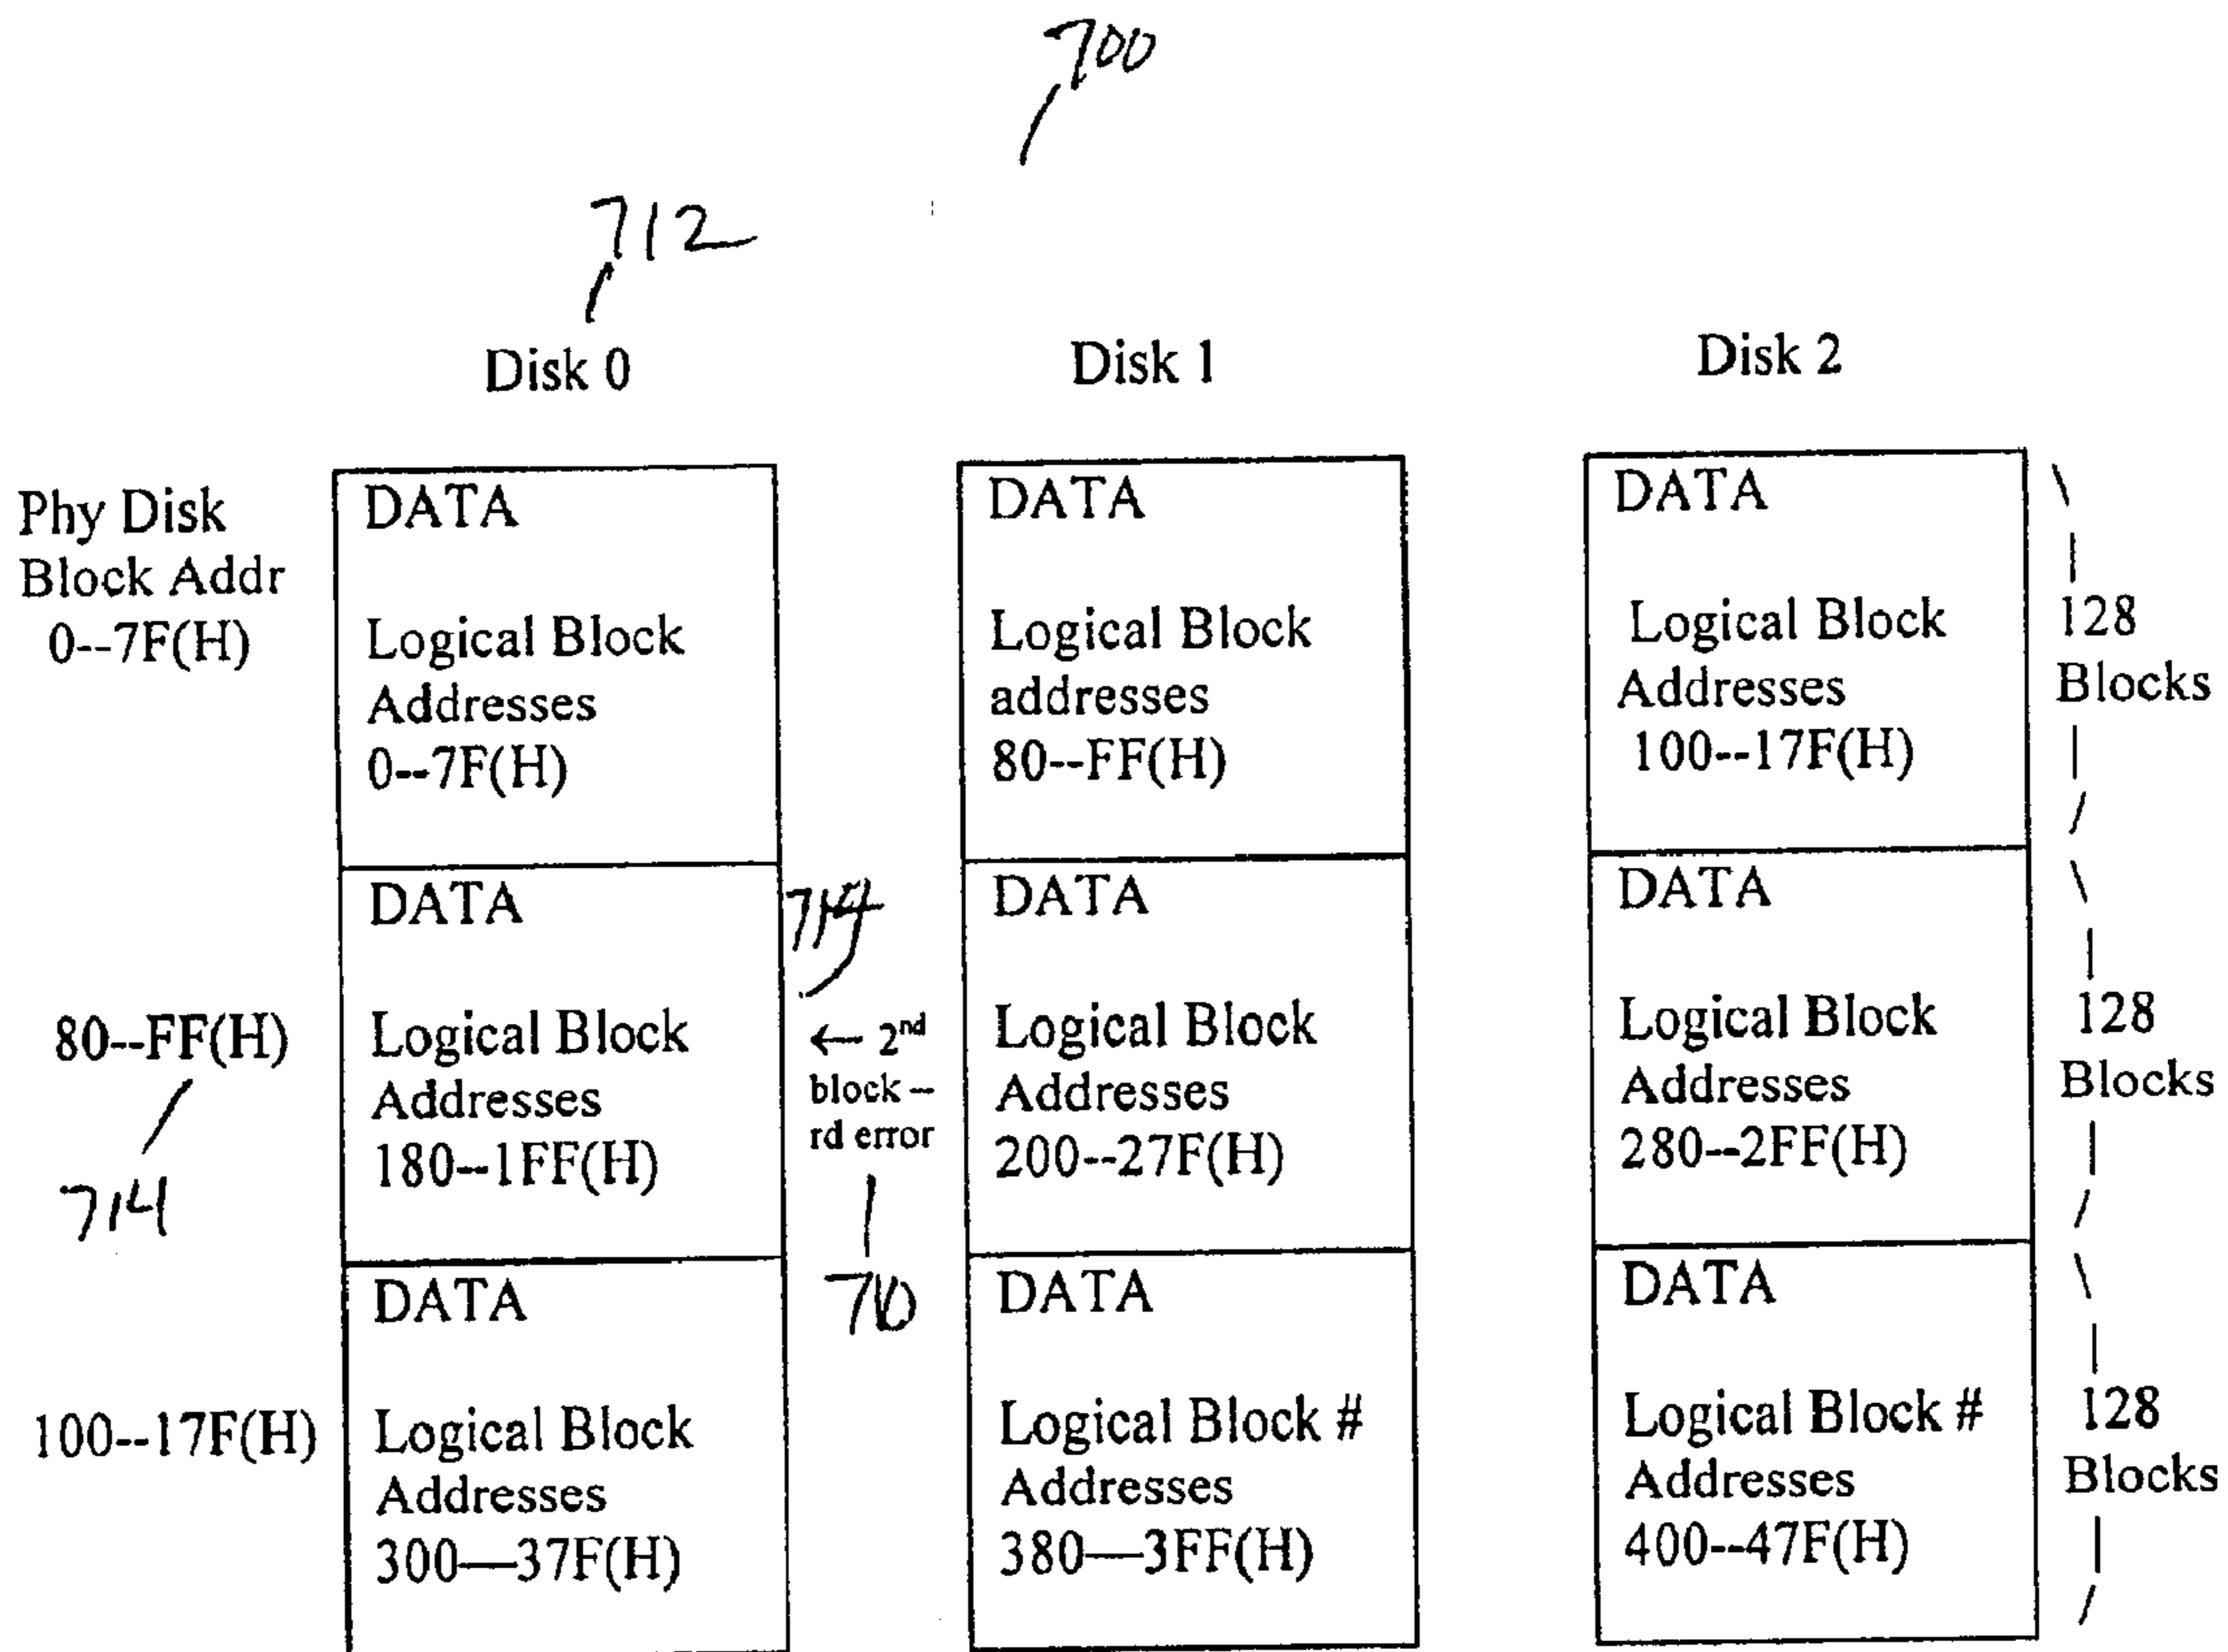 700
712
Disk 0
Disk 1
Disk 2
Phy Disk
Block Addr
0--7F(H)
DATA
Logical Block
Addresses
0--7F(H)
DATA
Logical Block
addresses
80--FF(H)
DATA
Logical Block
Addresses
100--17F(H)
128
Blocks
80--FF(H)
714
DATA
Logical Block
Addresses
180--1FF(H)
← 2nd
block –
rd error
DATA
Logical Block
Addresses
200--27F(H)
DATA
Logical Block
Addresses
280--2FF(H)
128
Blocks
100--17F(H)
DATA
Logical Block
Addresses
300—37F(H)
DATA
Logical Block #
Addresses
380—3FF(H)
DATA
Logical Block #
Addresses
400--47F(H)
128
Blocks